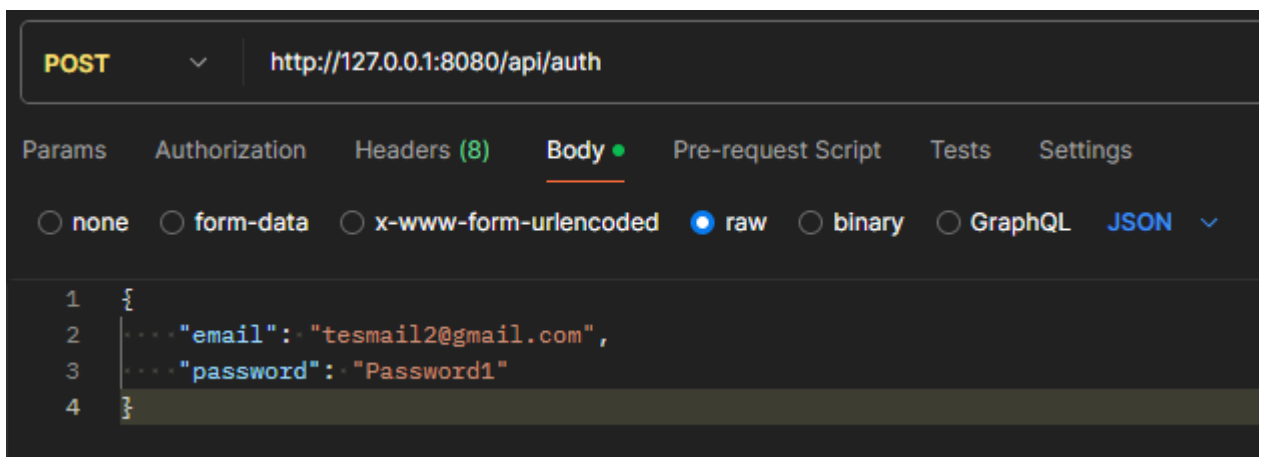 POST http://127.0.0.1:8080/api/auth
Params Authorization Headers (8) Body Pre-request Script Tests Settings
none form-data x-www-form-urlencoded raw binary GraphQL JSON
1 {
2 "email": "tesmail2@gmail.com",
3 "password": "Password1"
4 }